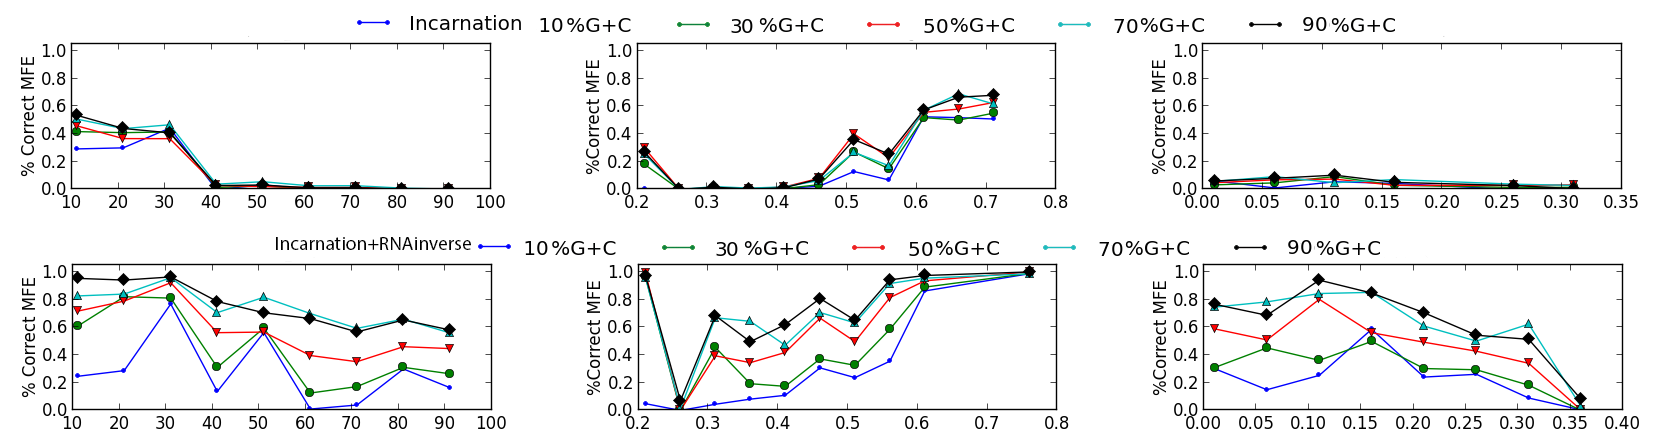 Incarnation 10%G+C 30 %G+C 50%G+C 70%G+C 90%G+C
% Correct MFE
1.0
0.8
0.6
0.4
0.2
0.0
10 20 30 40 50 60 70 80 90 100
%Correct MFE
1.0
0.8
0.6
0.4
0.2
0.0
0.2 0.3 0.4 0.5 0.6 0.7 0.8
%Correct MFE
1.0
0.8
0.6
0.4
0.2
0.0
0.00 0.05 0.10 0.15 0.20 0.25 0.30 0.35
Incarnation+RNAinverse 10%G+C 30 %G+C 50%G+C 70%G+C 90%G+C
% Correct MFE
1.0
0.8
0.6
0.4
0.2
0.0
10 20 30 40 50 60 70 80 90 100
%Correct MFE
1.0
0.8
0.6
0.4
0.2
0.0
0.2 0.3 0.4 0.5 0.6 0.7 0.8
%Correct MFE
1.0
0.8
0.6
0.4
0.2
0.0
0.00 0.05 0.10 0.15 0.20 0.25 0.30 0.35 0.40